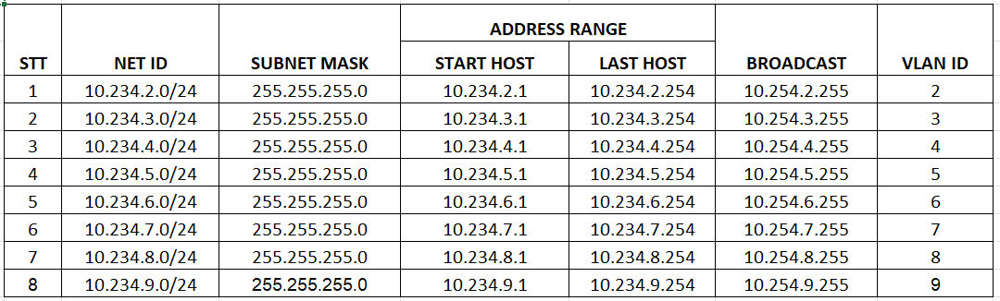 ADDRESS RANGE
STT NET ID SUBNET MASK START HOST LAST HOST BROADCAST VLAN ID
1 10.234.2.0/24 255.255.255.0 10.234.2.1 10.234.2.254 10.254.2.255 2
2 10.234.3.0/24 255.255.255.0 10.234.3.1 10.234.3.254 10.254.3.255 3
3 10.234.4.0/24 255.255.255.0 10.234.4.1 10.234.4.254 10.254.4.255 4
4 10.234.5.0/24 255.255.255.0 10.234.5.1 10.234.5.254 10.254.5.255 5
5 10.234.6.0/24 255.255.255.0 10.234.6.1 10.234.6.254 10.254.6.255 6
6 10.234.7.0/24 255.255.255.0 10.234.7.1 10.234.7.254 10.254.7.255 7
7 10.234.8.0/24 255.255.255.0 10.234.8.1 10.234.8.254 10.254.8.255 8
8 10.234.9.0/24 255.255.255.0 10.234.9.1 10.234.9.254 10.254.9.255 9